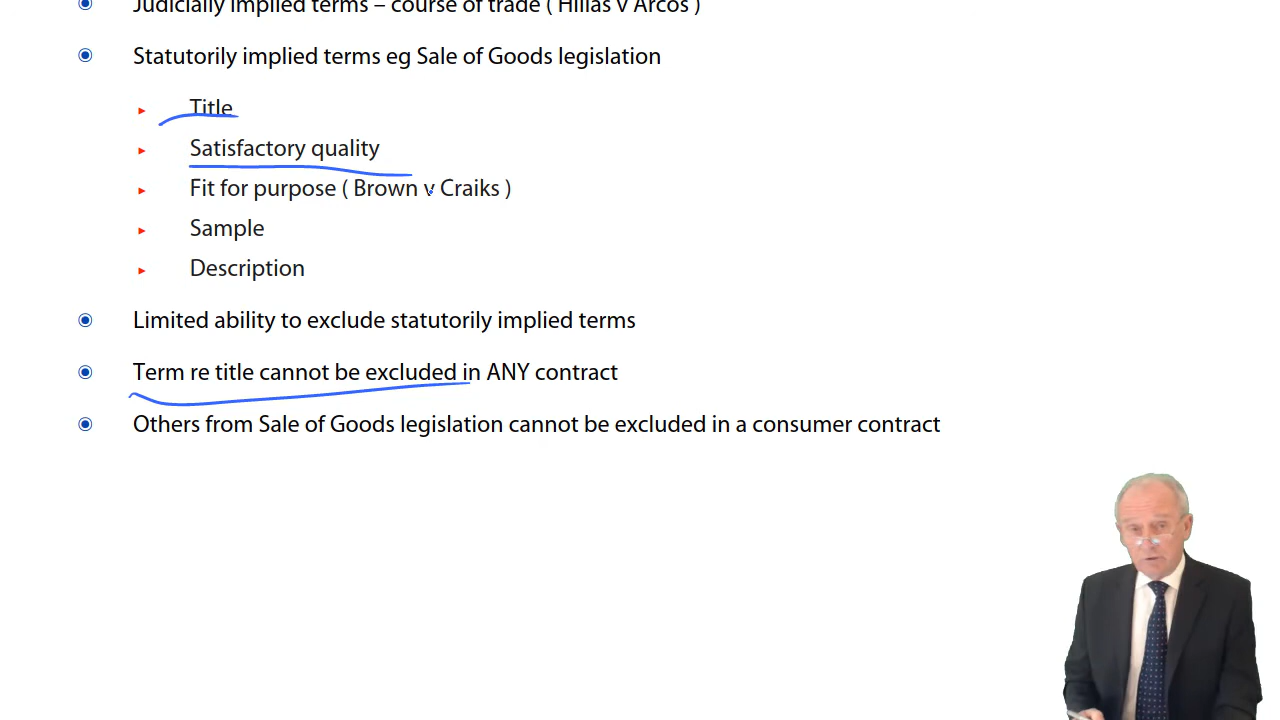 Judicially implied terms – course of trade ( Hillas v Arcos )
Statutorily implied terms eg Sale of Goods legislation
Title
Satisfactory quality
Fit for purpose ( Brown v Craiks )
Sample
Description
Limited ability to exclude statutorily implied terms
Term re title cannot be excluded in ANY contract
Others from Sale of Goods legislation cannot be excluded in a consumer contract